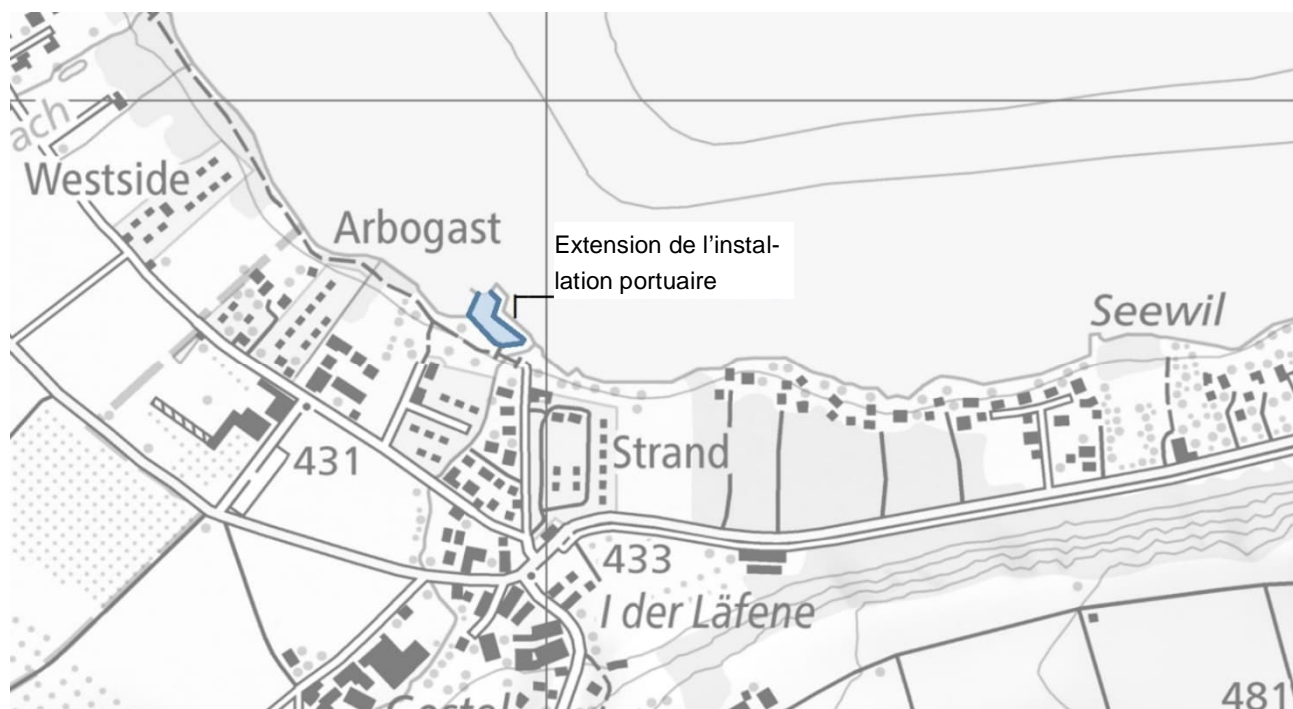 ach
Westside
Arbogast
Extension de l'instal-
lation portuaire
Seewil
431
Strand
433
I der Läfene
481